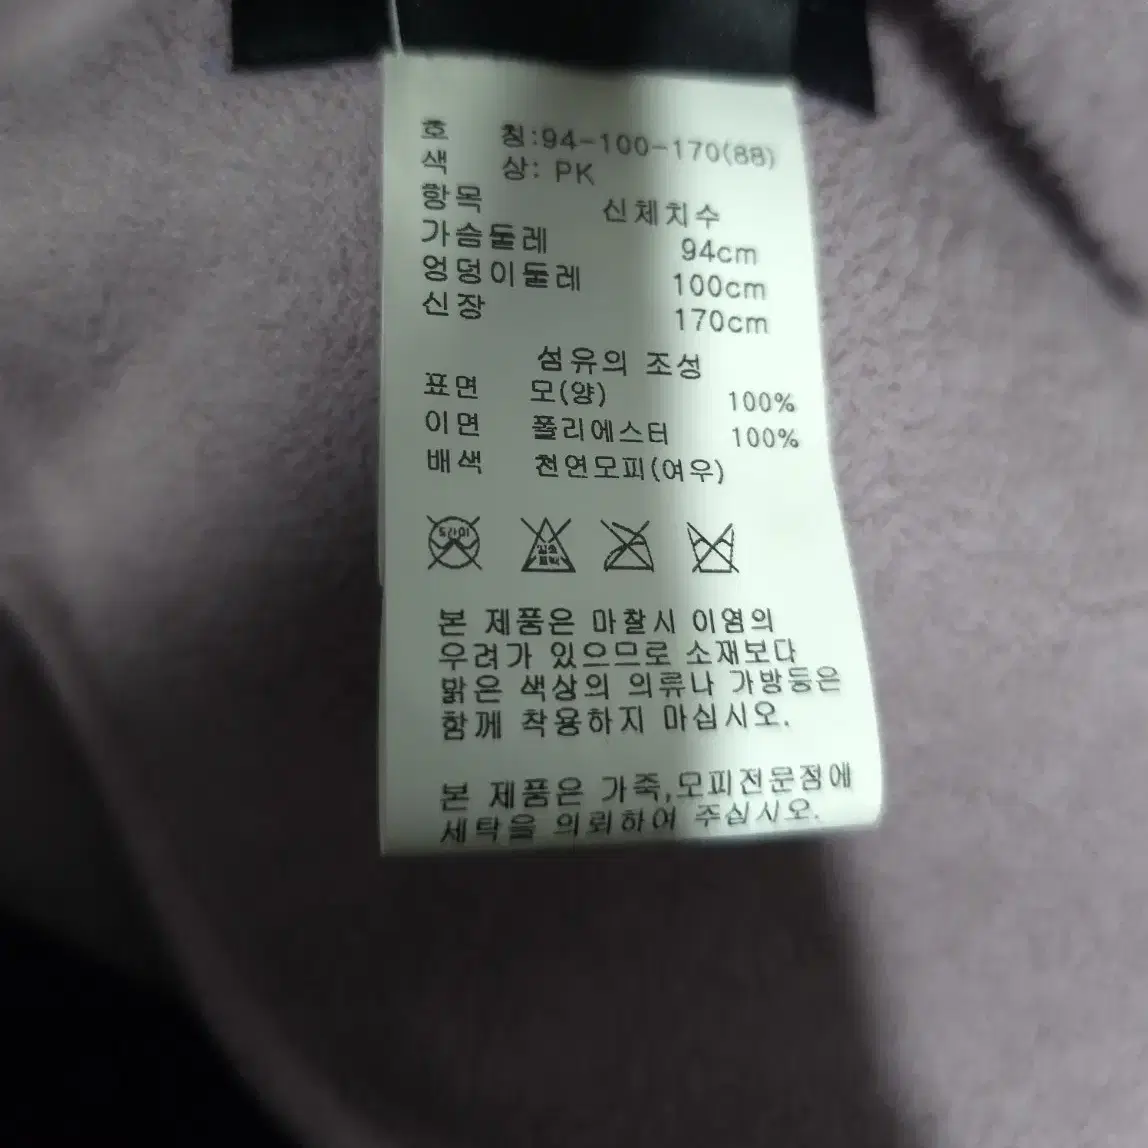 호 칭:94-100-170(88)
색 상: PK
항목 신체치수
가슴둘레 94cm
엉덩이둘레 100cm
신장 170cm
섬유의 조성
표면 모(양) 100%
이면 폴리에스터 100%
배색 천연모피(여우)
염소
표백
본 제품은 마찰시 이염의
우려가 있으므로 소재보다
밝은 색상의 의류나 가방등은
함께 착용하지 마십시오.
본 제품은 가죽,모피전문점에
세탁을 의뢰하여 주십시오.